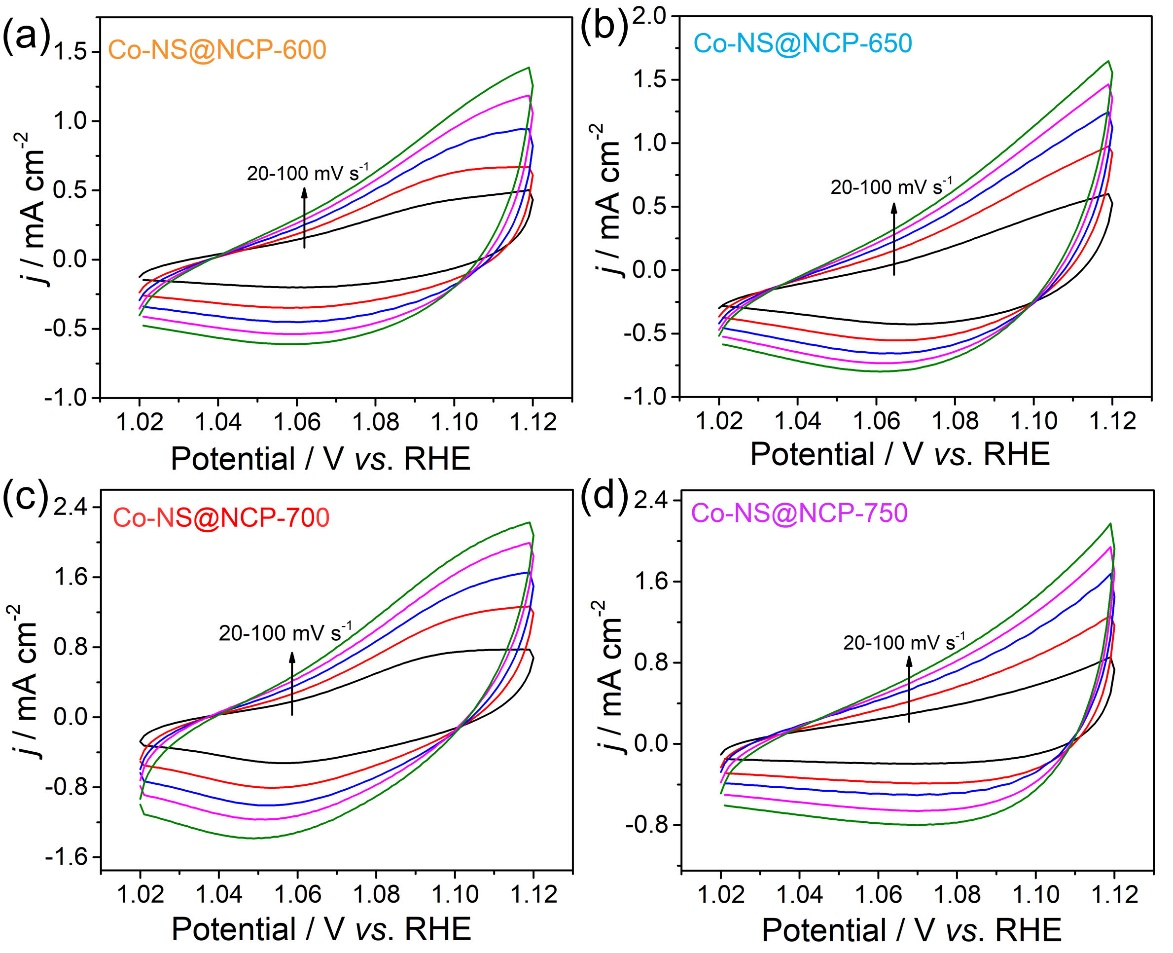 (a)
Co-NS@NCP-600
1.5
1.0
0.5
0.0
-0.5
-1.0
j / mA cm-2
20-100 mV s-1
1.02 1.04 1.06 1.08 1.10 1.12
Potential / V vs. RHE
(b)
Co-NS@NCP-650
2.0
1.5
1.0
0.5
0.0
-0.5
-1.0
j / mA cm-2
20-100 mV s-1
1.02 1.04 1.06 1.08 1.10 1.12
Potential / V vs. RHE
(c)
Co-NS@NCP-700
2.4
1.6
0.8
0.0
-0.8
-1.6
j / mA cm-2
20-100 mV s-1
1.02 1.04 1.06 1.08 1.10 1.12
Potential / V vs. RHE
(d)
Co-NS@NCP-750
2.4
1.6
0.8
0.0
-0.8
j / mA cm-2
20-100 mV s-1
1.02 1.04 1.06 1.08 1.10 1.12
Potential / V vs. RHE